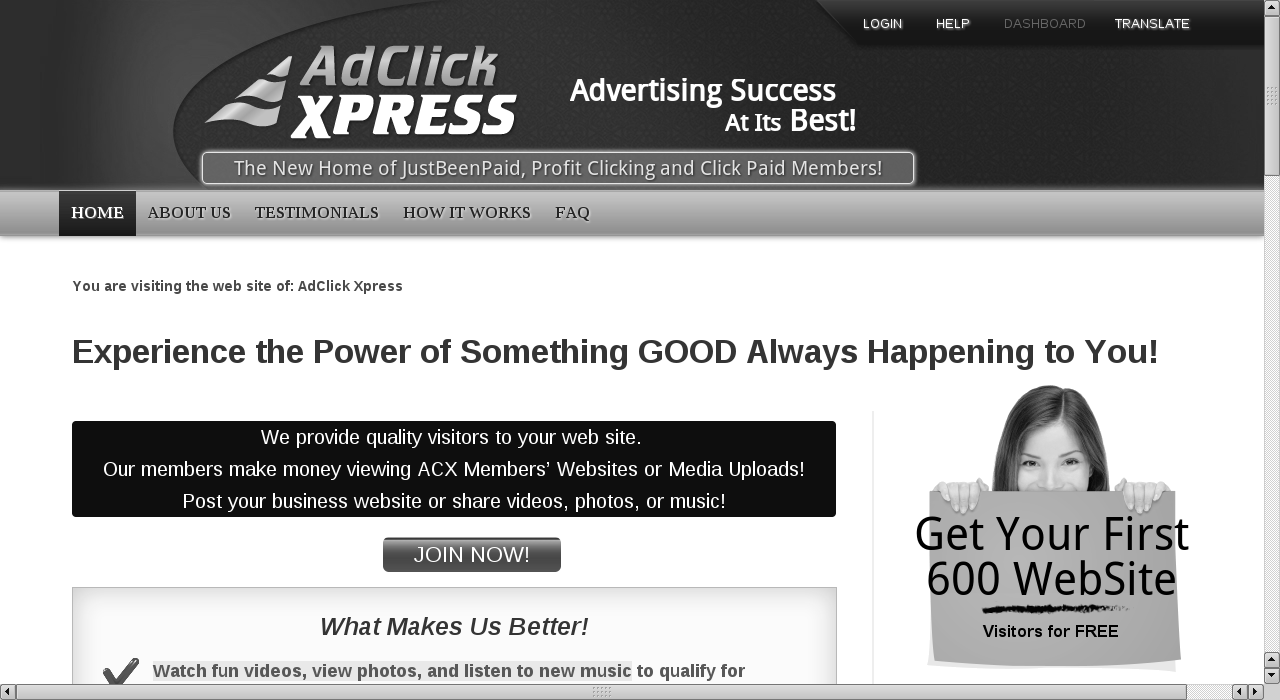 LOGIN HELP DASHBOARD TRANSLATE
AdClick
XPRESS
Advertising Success
At Its Best!
The New Home of JustBeenPaid, Profit Clicking and Click Paid Members!
HOME ABOUT US TESTIMONIALS HOW IT WORKS FAQ
You are visiting the web site of: AdClick Xpress
Experience the Power of Something GOOD Always Happening to You!
We provide quality visitors to your web site.
Our members make money viewing ACX Members’ Websites or Media Uploads!
Post your business website or share videos, photos, or music!
JOIN NOW!
What Makes Us Better!
Watch fun videos, view photos, and listen to new music to qualify for
Get Your First
600 WebSite
Visitors for FREE